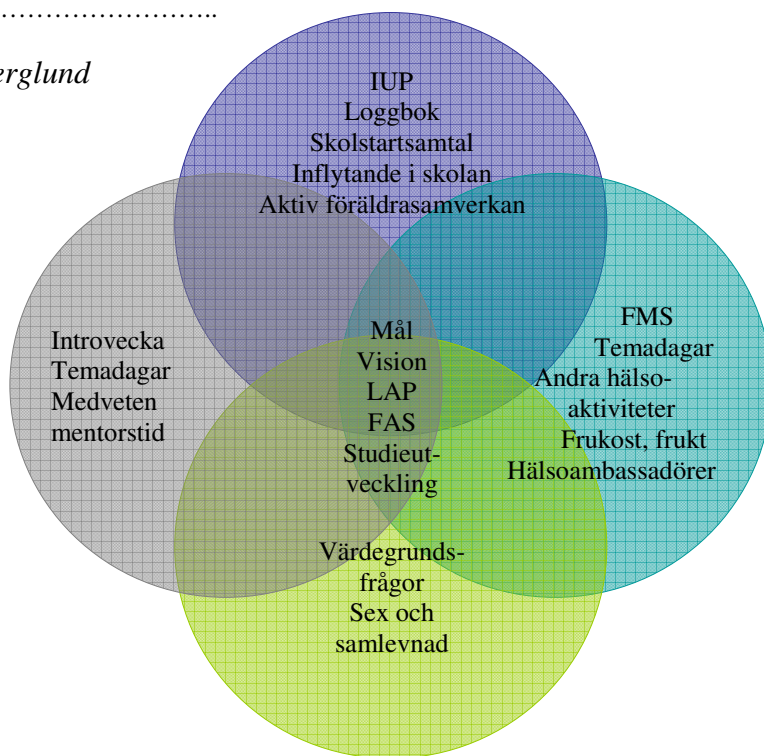 ……………………..
erglund
IUP
Loggbok
Skolstartsamtal
Inflytande i skolan
Aktiv föräldrasamverkan
Introvecka
Temadagar
Medveten
mentorstid
Mål
Vision
LAP
FAS
Studieut-
veckling
FMS
Temadagar
Andra hälso-
aktiviteter
Frukost, frukt
Hälsoambassadörer
Värdegrunds-
frågor
Sex och
samlevnad